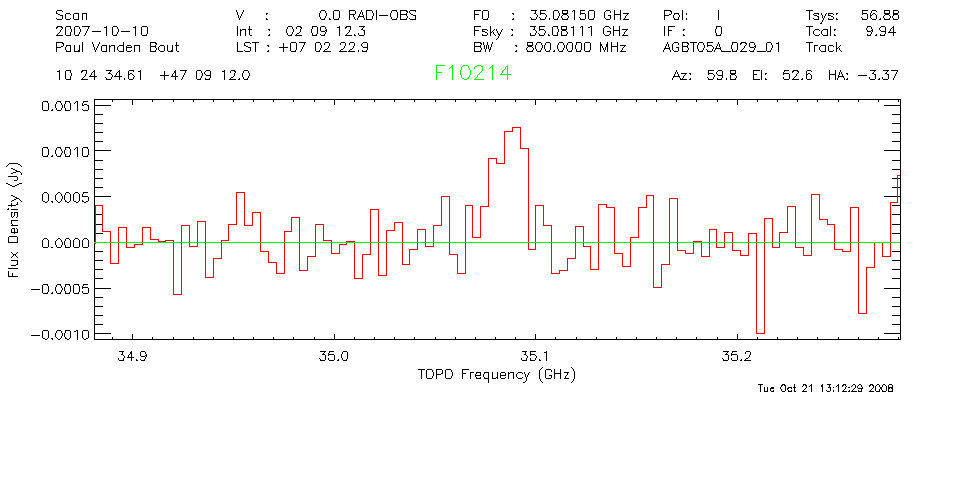 Scan V : 0.0 RADI-OBS F0 : 35.08150 GHz Pol: I Tsys: 56.88
2007-10-10 Int : 02 09 12.3 Fsky : 35.08111 GHz IF : 0 Tcal: 9.94
Paul Vanden Bout LST : +07 02 22.9 BW : 800.0000 MHz AGBT05A_029_01 Track
10 24 34.61 +47 09 12.0 F10214 Az: 59.8 El: 52.6 HA: -3.37
0.0015
0.0010
0.0005
0.0000
-0.0005
-0.0010
Flux Density (Jy)
34.9 35.0 35.1 35.2
TOPO Frequency (GHz)
Tue Oct 21 13:12:29 2008